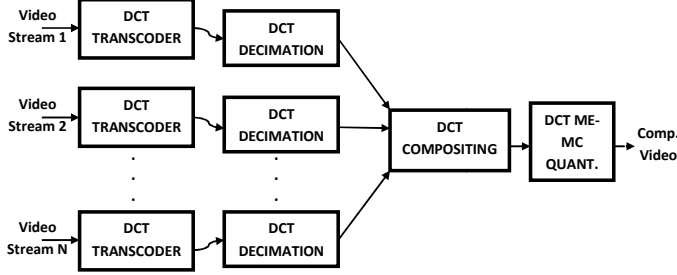 Video
Stream 1
DCT
TRANSCODER
DCT
DECIMATION
Video
Stream 2
DCT
TRANSCODER
DCT
DECIMATION
DCT
COMPOSITING
DCT ME-
MC
QUANT.
Comp.
Video
Video
Stream N
DCT
TRANSCODER
DCT
DECIMATION